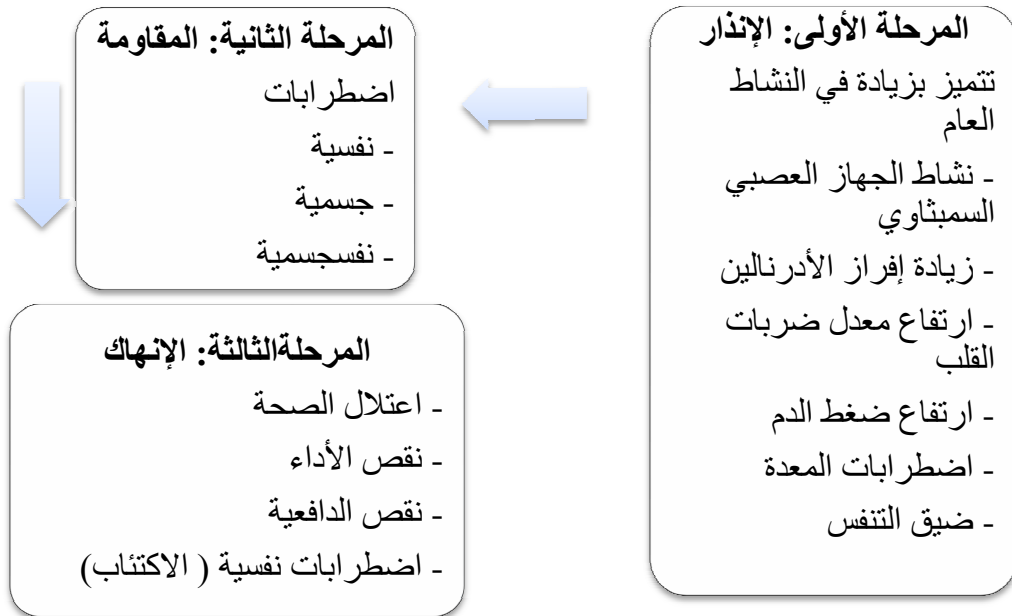 المرحلة الأولى: الإنذار
تتميز بزيادة في النشاط
العام
- نشاط الجهاز العصبي
السمبثاوي
- زيادة إفراز الأدرنالين
- ارتفاع معدل ضربات
القلب
- ارتفاع ضغط الدم
- اضطرابات المعدة
- ضيق التنفس
المرحلة الثانية: المقاومة
اضطرابات
- نفسية
- جسمية
- نفسجسمية
المرحلةالثالثة: الإنهاك
- اعتلال الصحة
- نقص الأداء
- نقص الدافعية
- اضطرابات نفسية ( الاكتئاب)